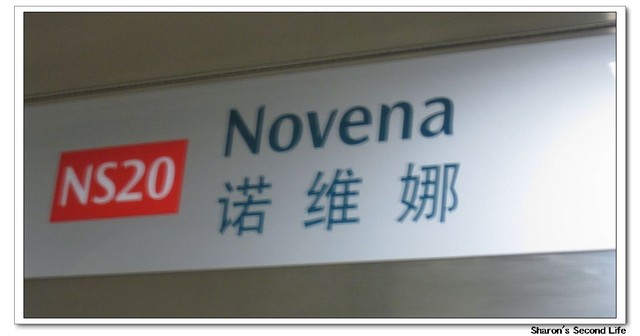 NS20
Novena
诺维娜
Sharon's Second Life